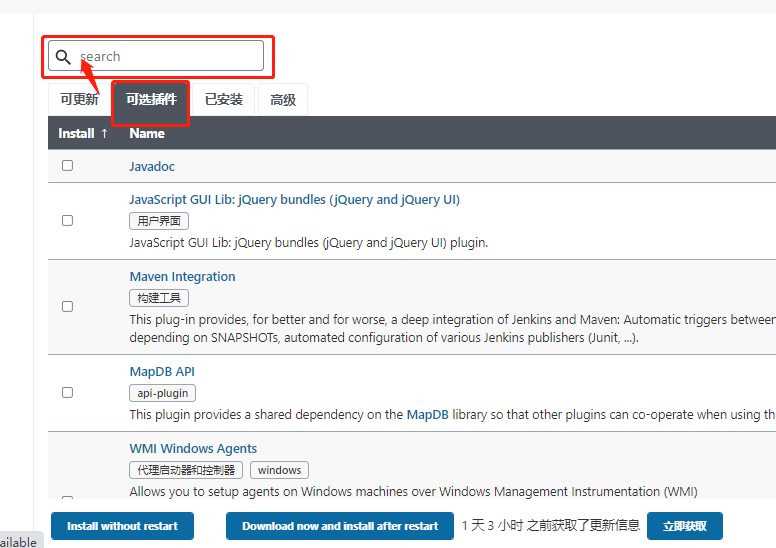 search
可更新 可选插件 已安装 高级
Install ↑ Name
Javadoc
JavaScript GUI Lib: jQuery bundles (jQuery and jQuery UI)
用户界面
JavaScript GUI Lib: jQuery bundles (jQuery and jQuery UI) plugin.
Maven Integration
构建工具
This plug-in provides, for better and for worse, a deep integration of Jenkins and Maven: Automatic triggers between
depending on SNAPSHOTs, automated configuration of various Jenkins publishers (Junit, ...).
MapDB API
api-plugin
This plugin provides a shared dependency on the MapDB library so that other plugins can co-operate when using th
WMI Windows Agents
代理启动器和控制器 windows
Allows you to setup agents on Windows machines over Windows Management Instrumentation (WMI)
Install without restart Download now and install after restart 1 天 3 小时 之前获取了更新信息 立即获取
ailable